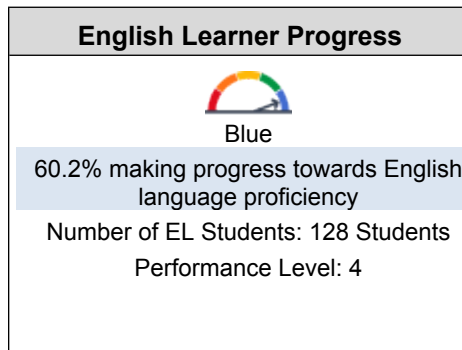 English Learner Progress
Blue
60.2% making progress towards English
language proficiency
Number of EL Students: 128 Students
Performance Level: 4